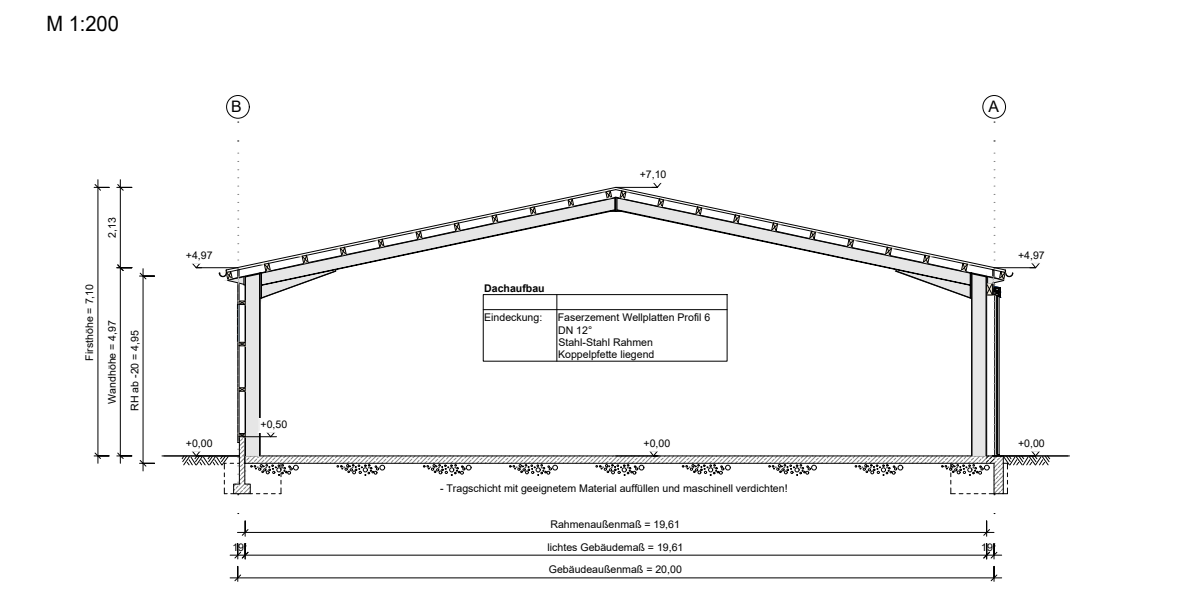 M 1:200
B
A
+7,10
2,13
+4,97
+4,97
Firsthöhe = 7,10
Wandhöhe = 4,97
RH ab -20 = 4,95
Dachaufbau
Eindeckung: Faserzement Wellplatten Profil 6
DN 12°
Stahl-Stahl Rahmen
Koppelpfette liegend
+0,50
+0,00
+0,00
+0,00
- Tragschicht mit geeignetem Material auffüllen und maschinell verdichten!
Rahmenaußenmaß = 19,61
19
lichtes Gebäudemaß = 19,61
19
Gebäudeaußenmaß = 20,00